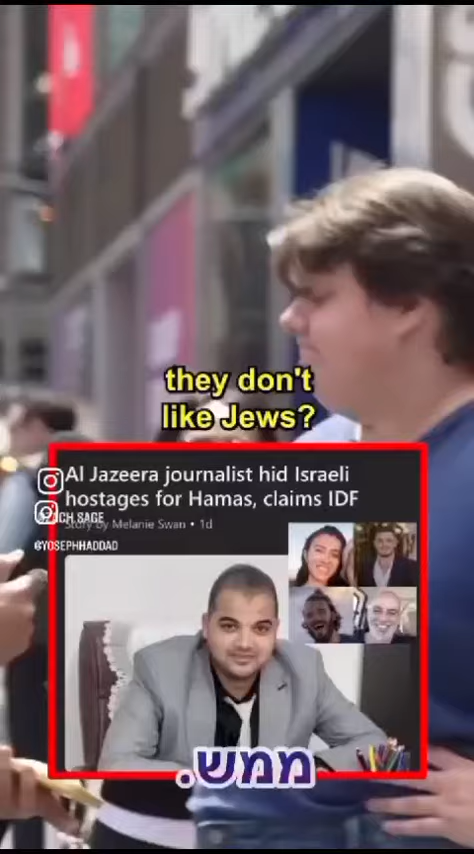 they don't
like Jews?
Al Jazeera journalist hid Israeli
hostages for Hamas, claims IDF
Story by Melanie Swan • 1d
@YOSEPHHADDAD
ממש.